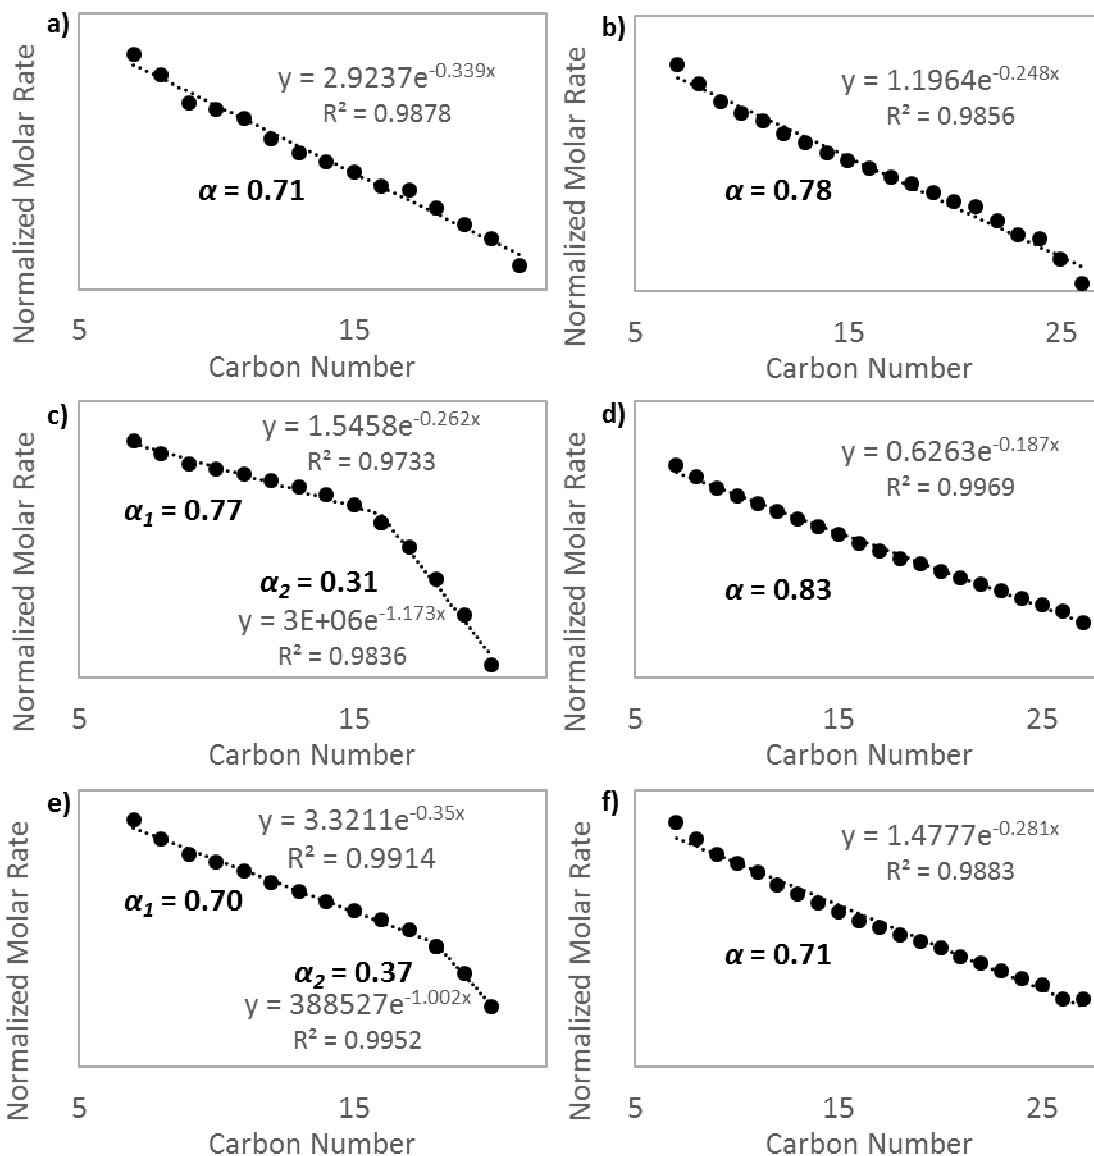 a)
Normalized Molar Rate
y = 2.9237e^-0.339x
R² = 0.9878
α = 0.71
5 15
Carbon Number
b)
Normalized Molar Rate
y = 1.1964e^-0.248x
R² = 0.9856
α = 0.78
5 15 25
Carbon Number
c)
Normalized Molar Rate
y = 1.5458e^-0.262x
R² = 0.9733
α1 = 0.77
α2 = 0.31
y = 3E+06e^-1.173x
R² = 0.9836
5 15
Carbon Number
d)
Normalized Molar Rate
y = 0.6263e^-0.187x
R² = 0.9969
α = 0.83
5 15 25
Carbon Number
e)
Normalized Molar Rate
y = 3.3211e^-0.35x
R² = 0.9914
α1 = 0.70
α2 = 0.37
y = 388527e^-1.002x
R² = 0.9952
5 15
Carbon Number
f)
Normalized Molar Rate
y = 1.4777e^-0.281x
R² = 0.9883
α = 0.71
5 15 25
Carbon Number